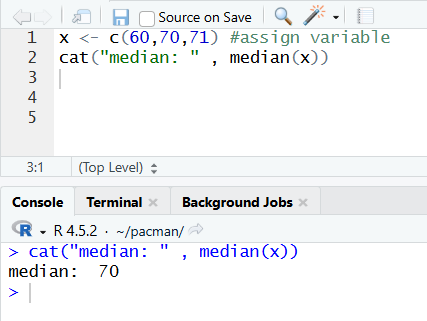 Source on Save
1 x <- c(60,70,71) #assign variable
2 cat("median: " , median(x))
3
4
5
3:1 (Top Level)
Console Terminal Background Jobs
R R 4.5.2 · ~/pacman/
> cat("median: " , median(x))
median:  70
>